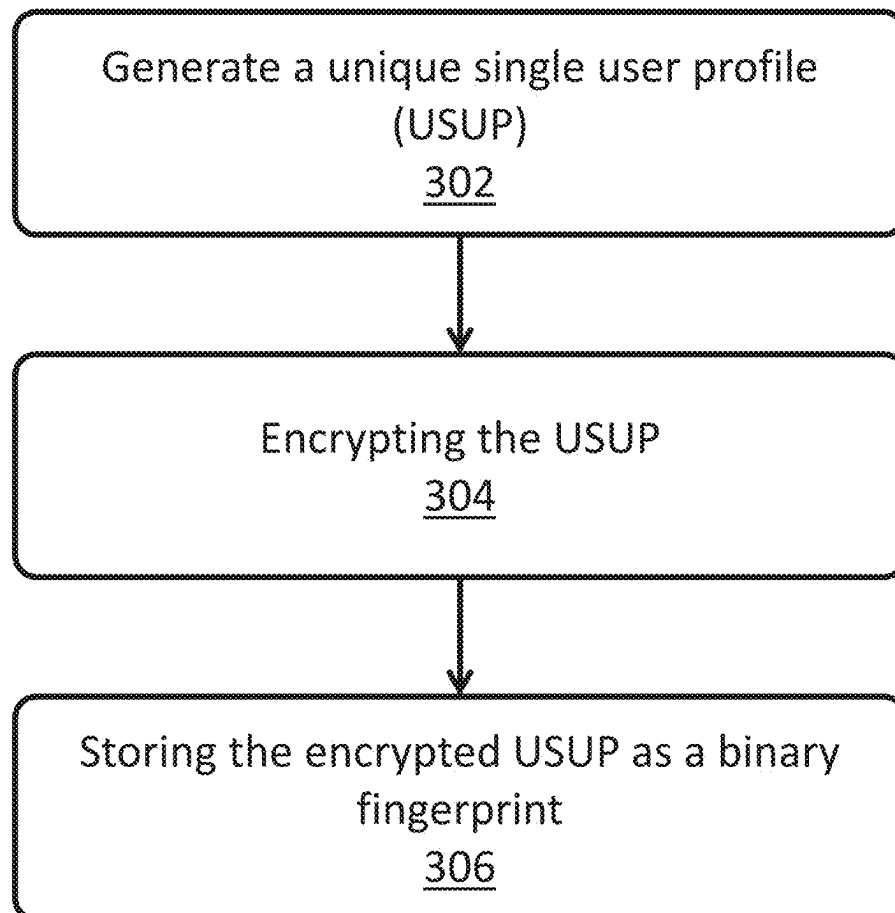 Generate a unique single user profile
(USUP)
302
Encrypting the USUP
304
Storing the encrypted USUP as a binary
fingerprint
306